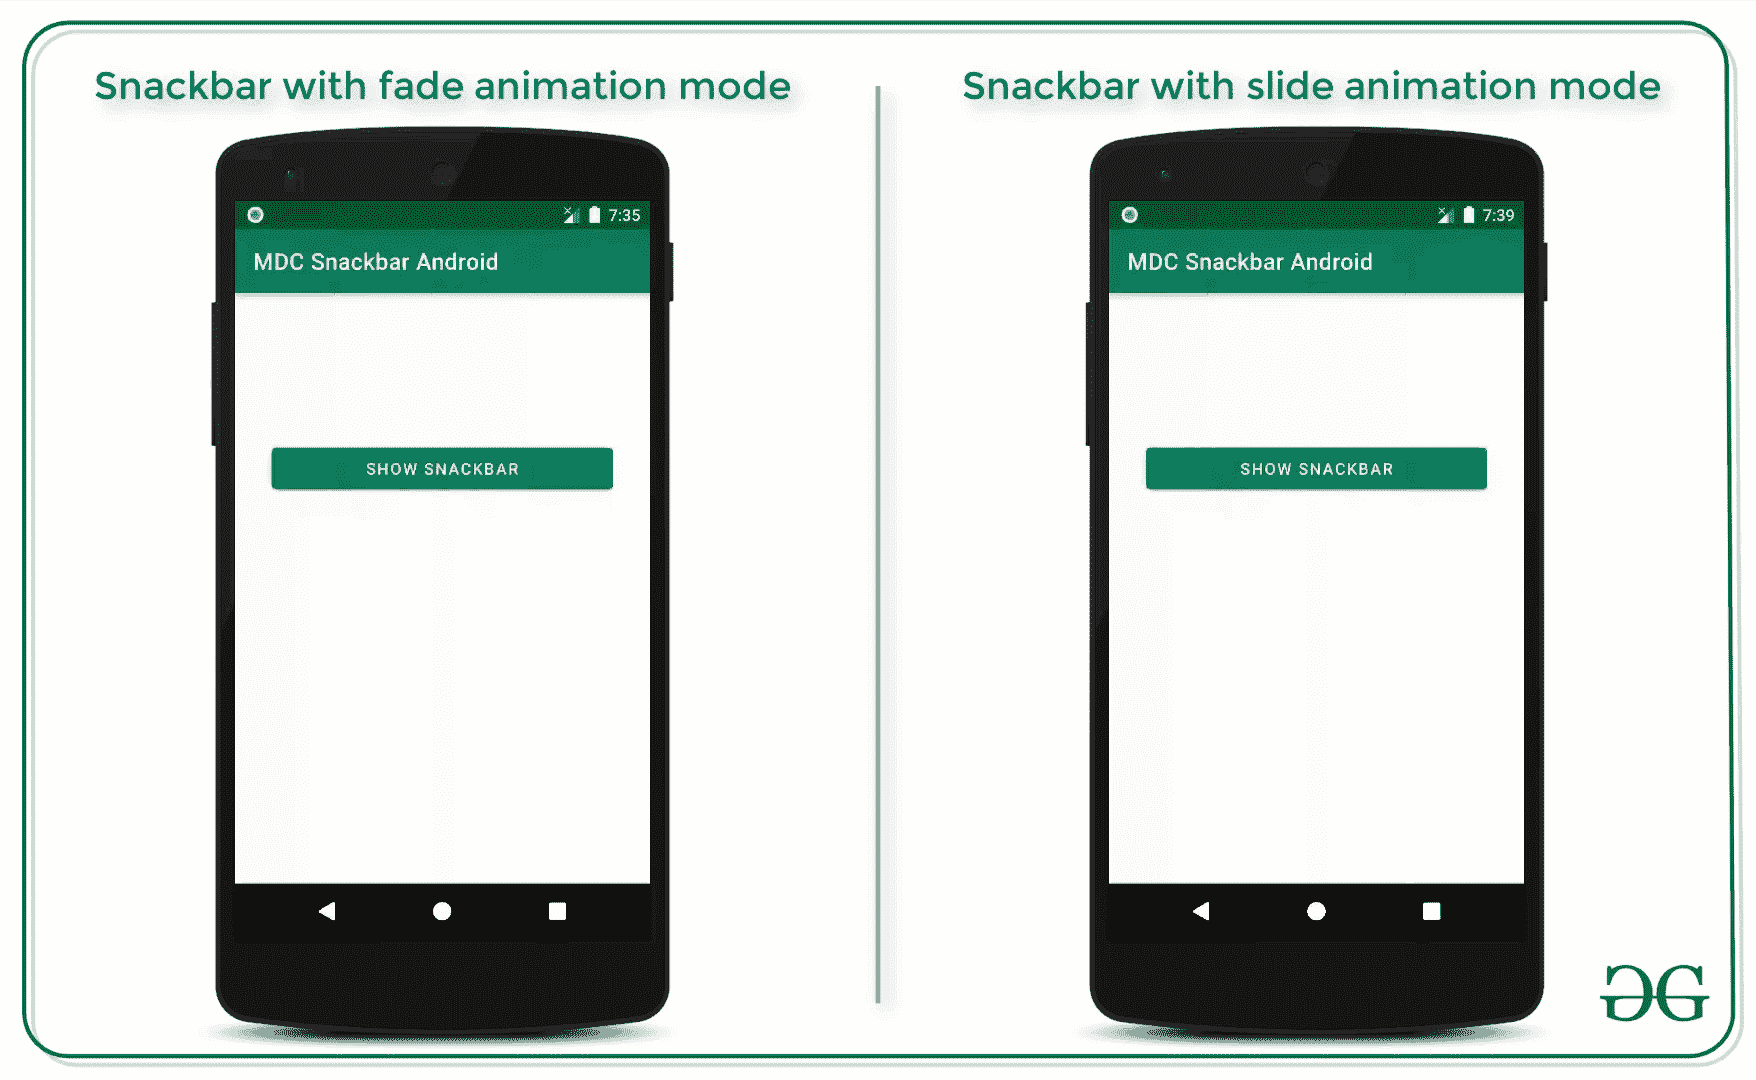 Snackbar with fade animation mode
7:35
MDC Snackbar Android
SHOW SNACKBAR
Snackbar with slide animation mode
7:39
MDC Snackbar Android
SHOW SNACKBAR